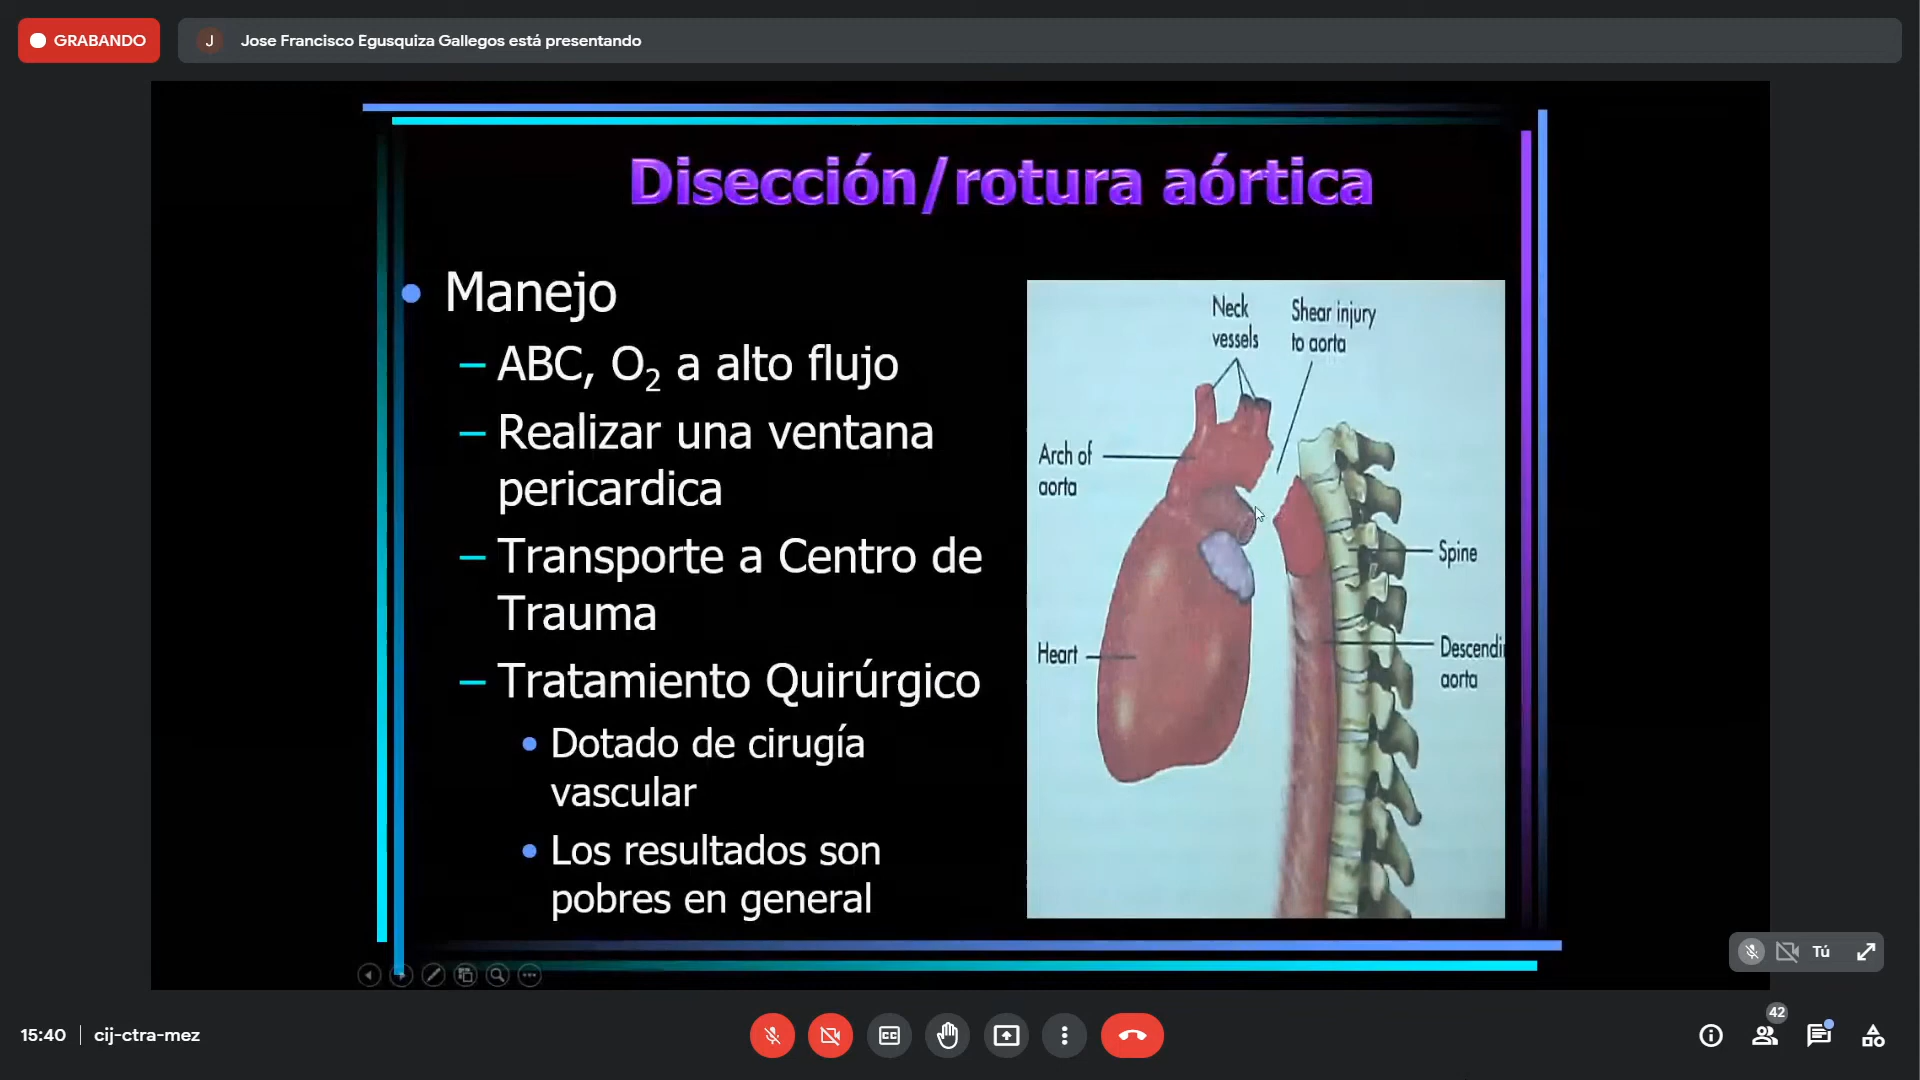 GRABANDO
J
Jose Francisco Egusquiza Gallegos está presentando
Disección/rotura aórtica
• Manejo
– ABC, O₂ a alto flujo
– Realizar una ventana
pericardica
– Transporte a Centro de
Trauma
– Tratamiento Quirúrgico
• Dotado de cirugía
vascular
• Los resultados son
pobres en general
Neck
vessels
Shear injury
to aorta
Arch of
aorta
Spine
Heart
Descendi
aorta
Tú
15:40
cij-ctra-mez
CC
42